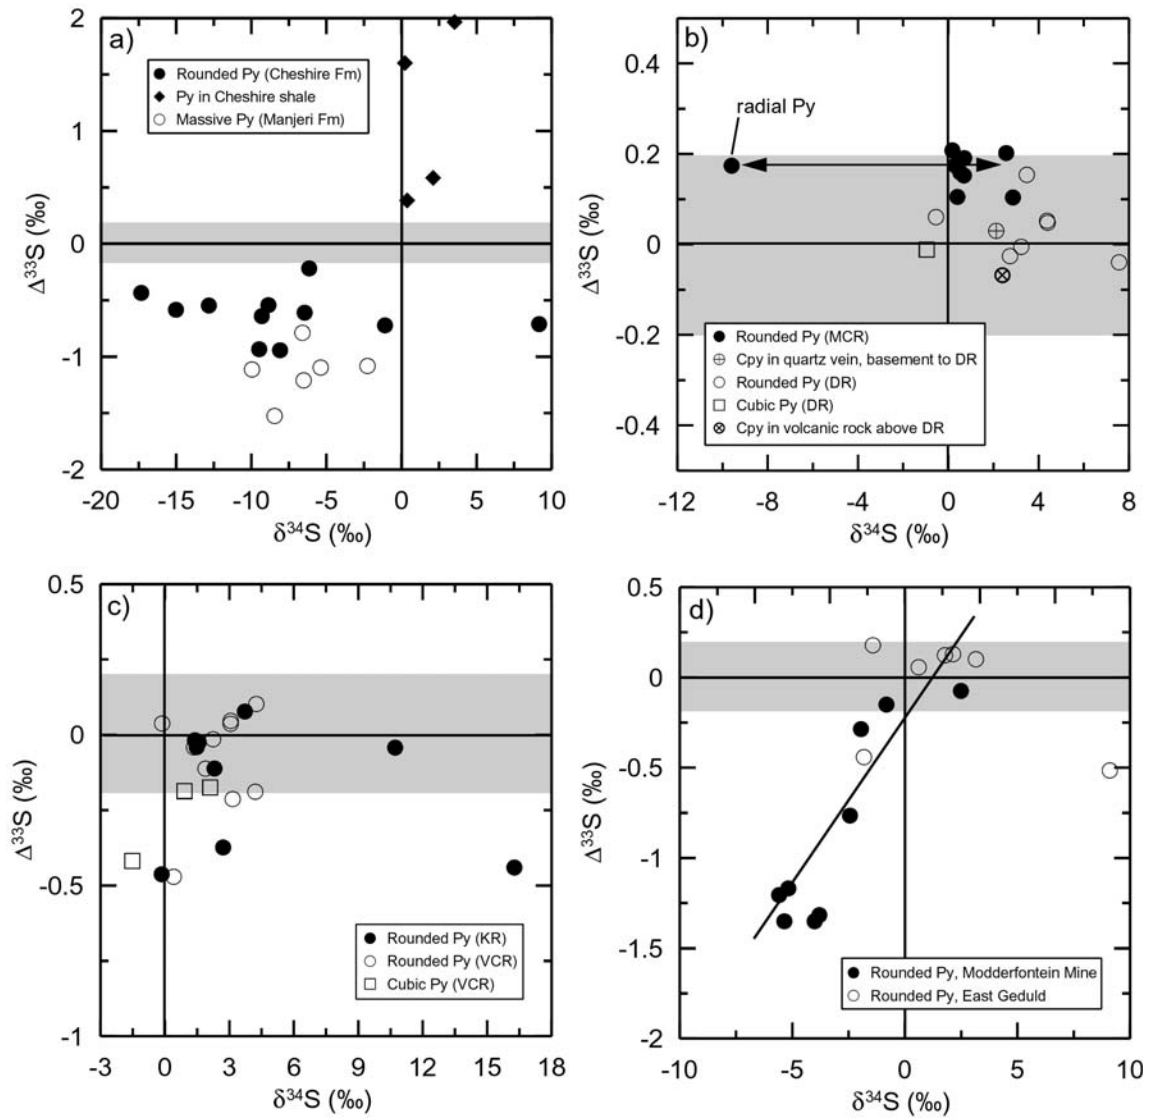 a)
2
1
0
-1
-2
Δ³³S (‰)
Rounded Py (Cheshire Fm)
Py in Cheshire shale
Massive Py (Manjeri Fm)
-20 -15 -10 -5 0 5 10
δ³⁴S (‰)
b)
0.4
0.2
0
-0.2
-0.4
Δ³³S (‰)
radial Py
Rounded Py (MCR)
Cpy in quartz vein, basement to DR
Rounded Py (DR)
Cubic Py (DR)
Cpy in volcanic rock above DR
-12 -8 -4 0 4 8
δ³⁴S (‰)
c)
0.5
0
-0.5
-1
Δ³³S (‰)
Rounded Py (KR)
Rounded Py (VCR)
Cubic Py (VCR)
-3 0 3 6 9 12 15 18
δ³⁴S (‰)
d)
0.5
0
-0.5
-1
-1.5
-2
Δ³³S (‰)
Rounded Py, Modderfontein Mine
Rounded Py, East Geduld
-10 -5 0 5 10
δ³⁴S (‰)